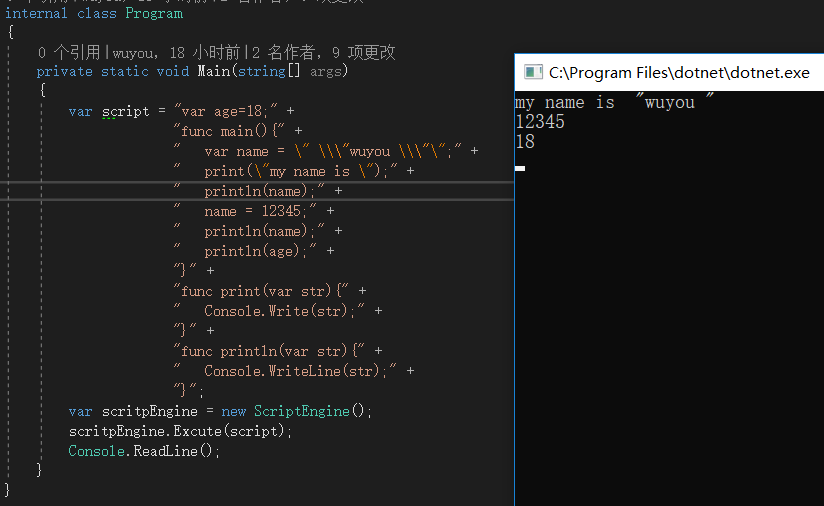 internal class Program
{
0 个引用|wuyou，18 小时前|2 名作者，9 项更改
private static void Main(string[] args)
{
var script = "var age=18;" +
"func main(){" +
"   var name = \" \\\"wuyou \\\"\";" +
"   print(\"my name is \");" +
"   println(name);" +
"   name = 12345;" +
"   println(name);" +
"   println(age);" +
"}" +
"func print(var str){" +
"   Console.Write(str);" +
"}" +
"func println(var str){" +
"   Console.WriteLine(str);" +
"}";
var scritpEngine = new ScriptEngine();
scritpEngine.Excute(script);
Console.ReadLine();
}
}
C:\Program Files\dotnet\dotnet.exe
my name is  "wuyou "
12345
18